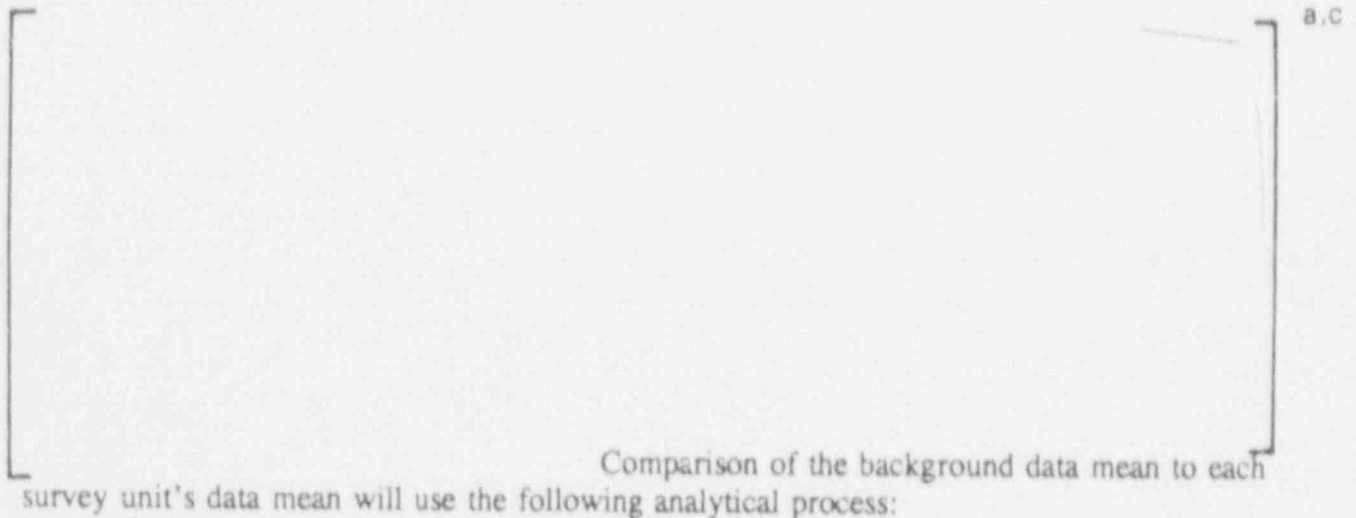 a,c
Comparison of the background data mean to each
survey unit's data mean will use the following analytical process: